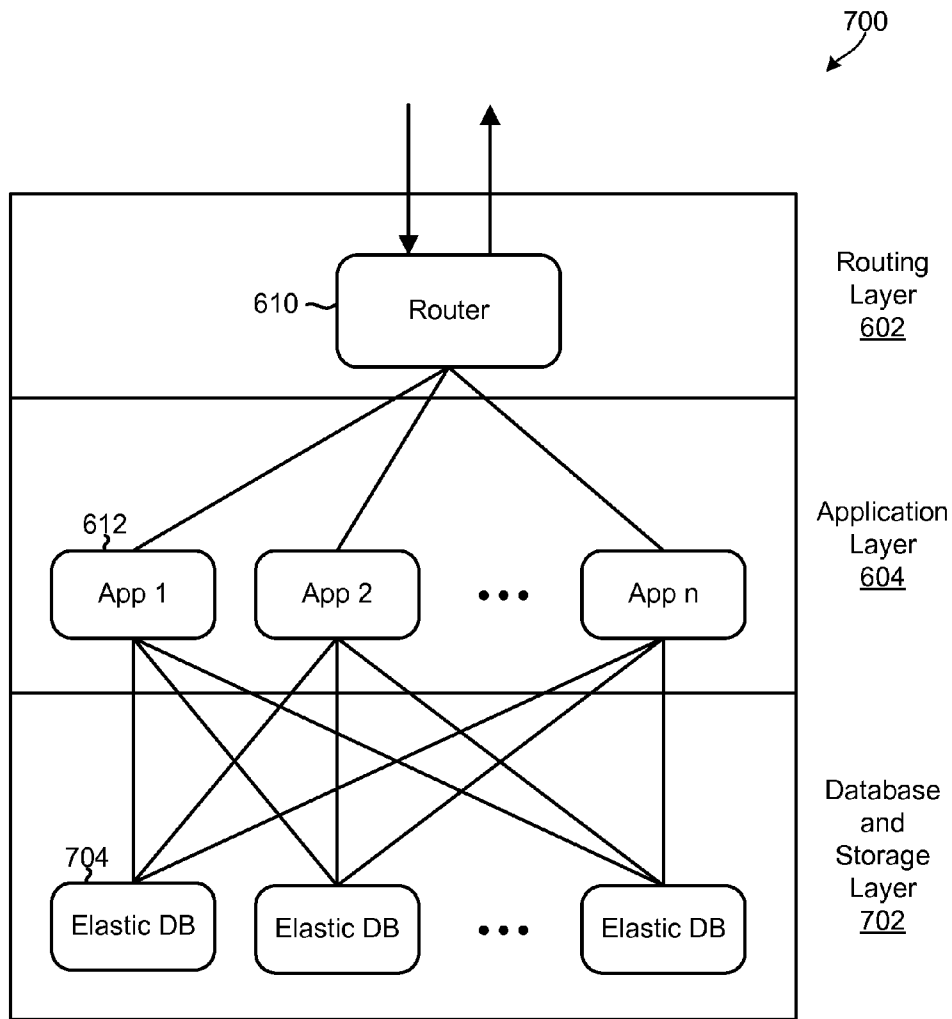 700
610
Router
Routing
Layer
602
612
App 1
App 2
•••
App n
Application
Layer
604
704
Elastic DB
Elastic DB
•••
Elastic DB
Database
and
Storage
Layer
702